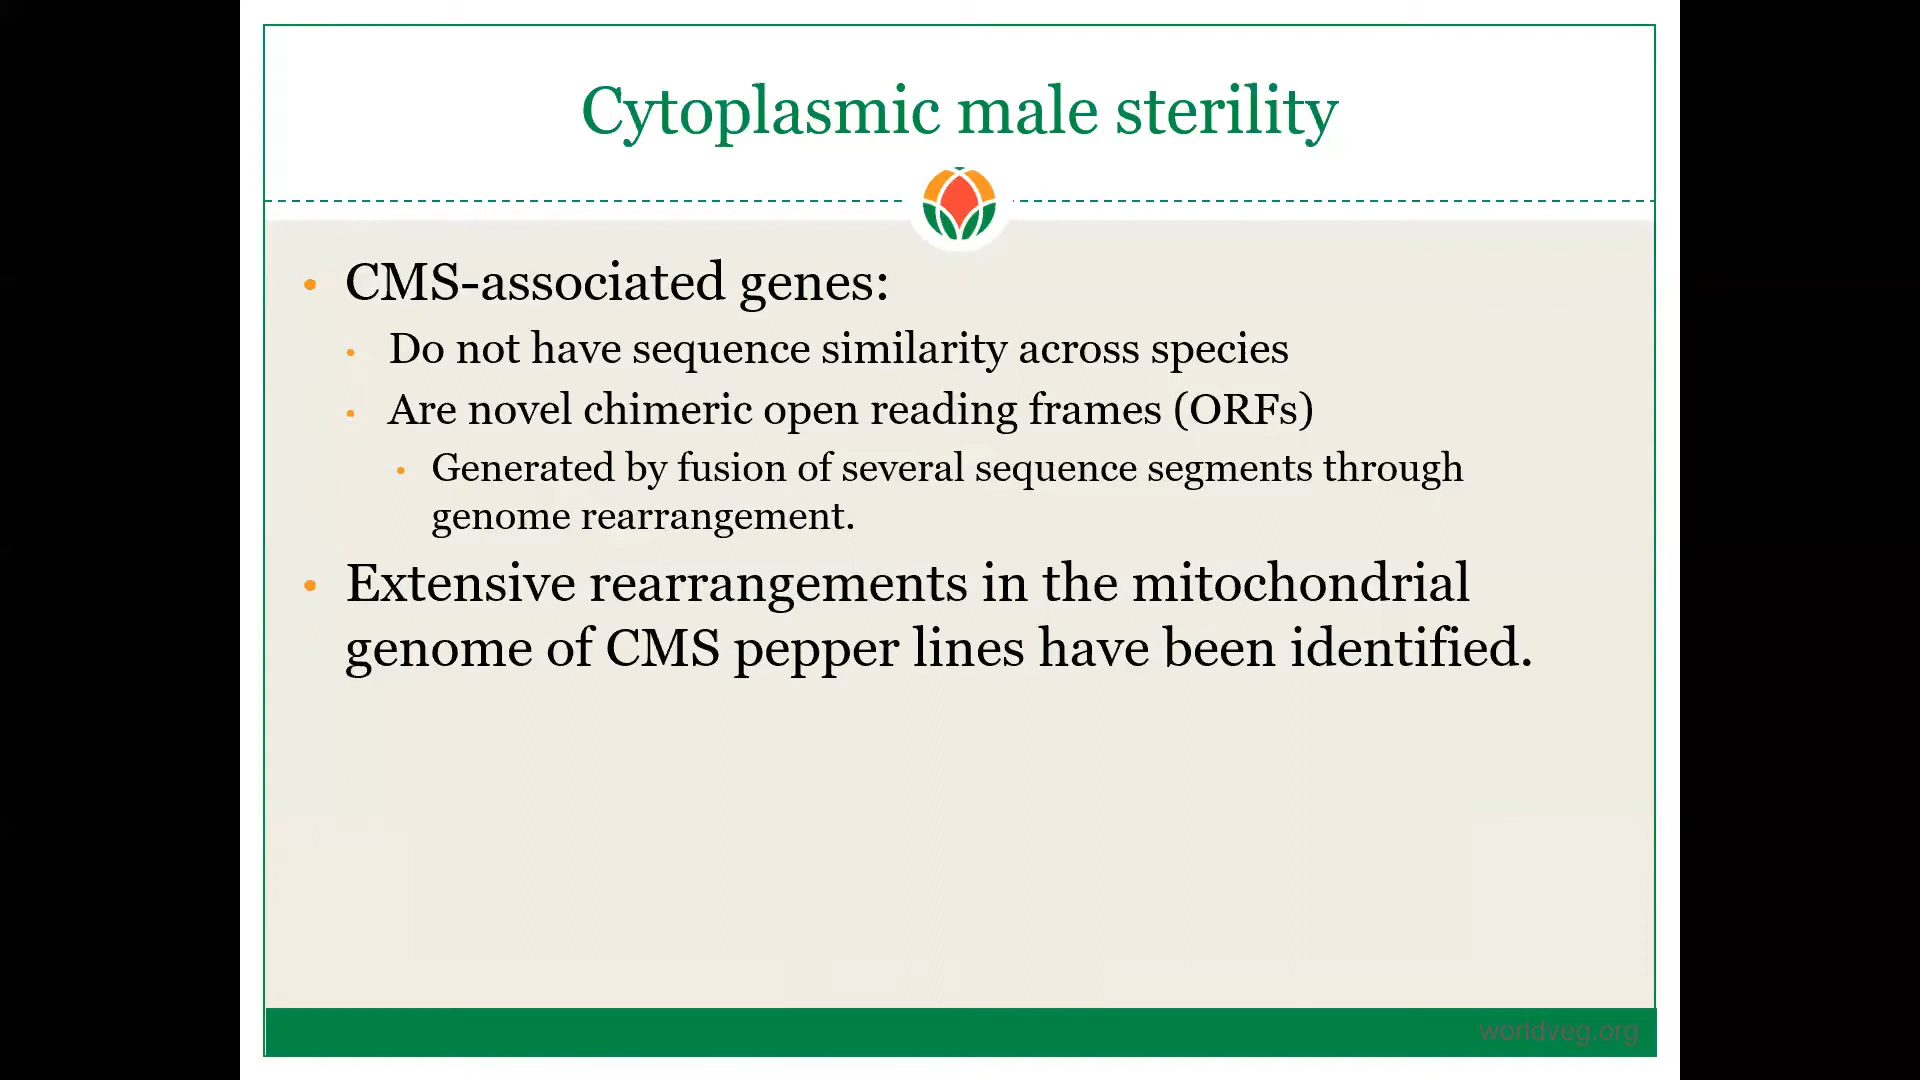 Cytoplasmic male sterility
• CMS-associated genes:
• Do not have sequence similarity across species
• Are novel chimeric open reading frames (ORFs)
• Generated by fusion of several sequence segments through
genome rearrangement.
• Extensive rearrangements in the mitochondrial
genome of CMS pepper lines have been identified.
worldveg.org